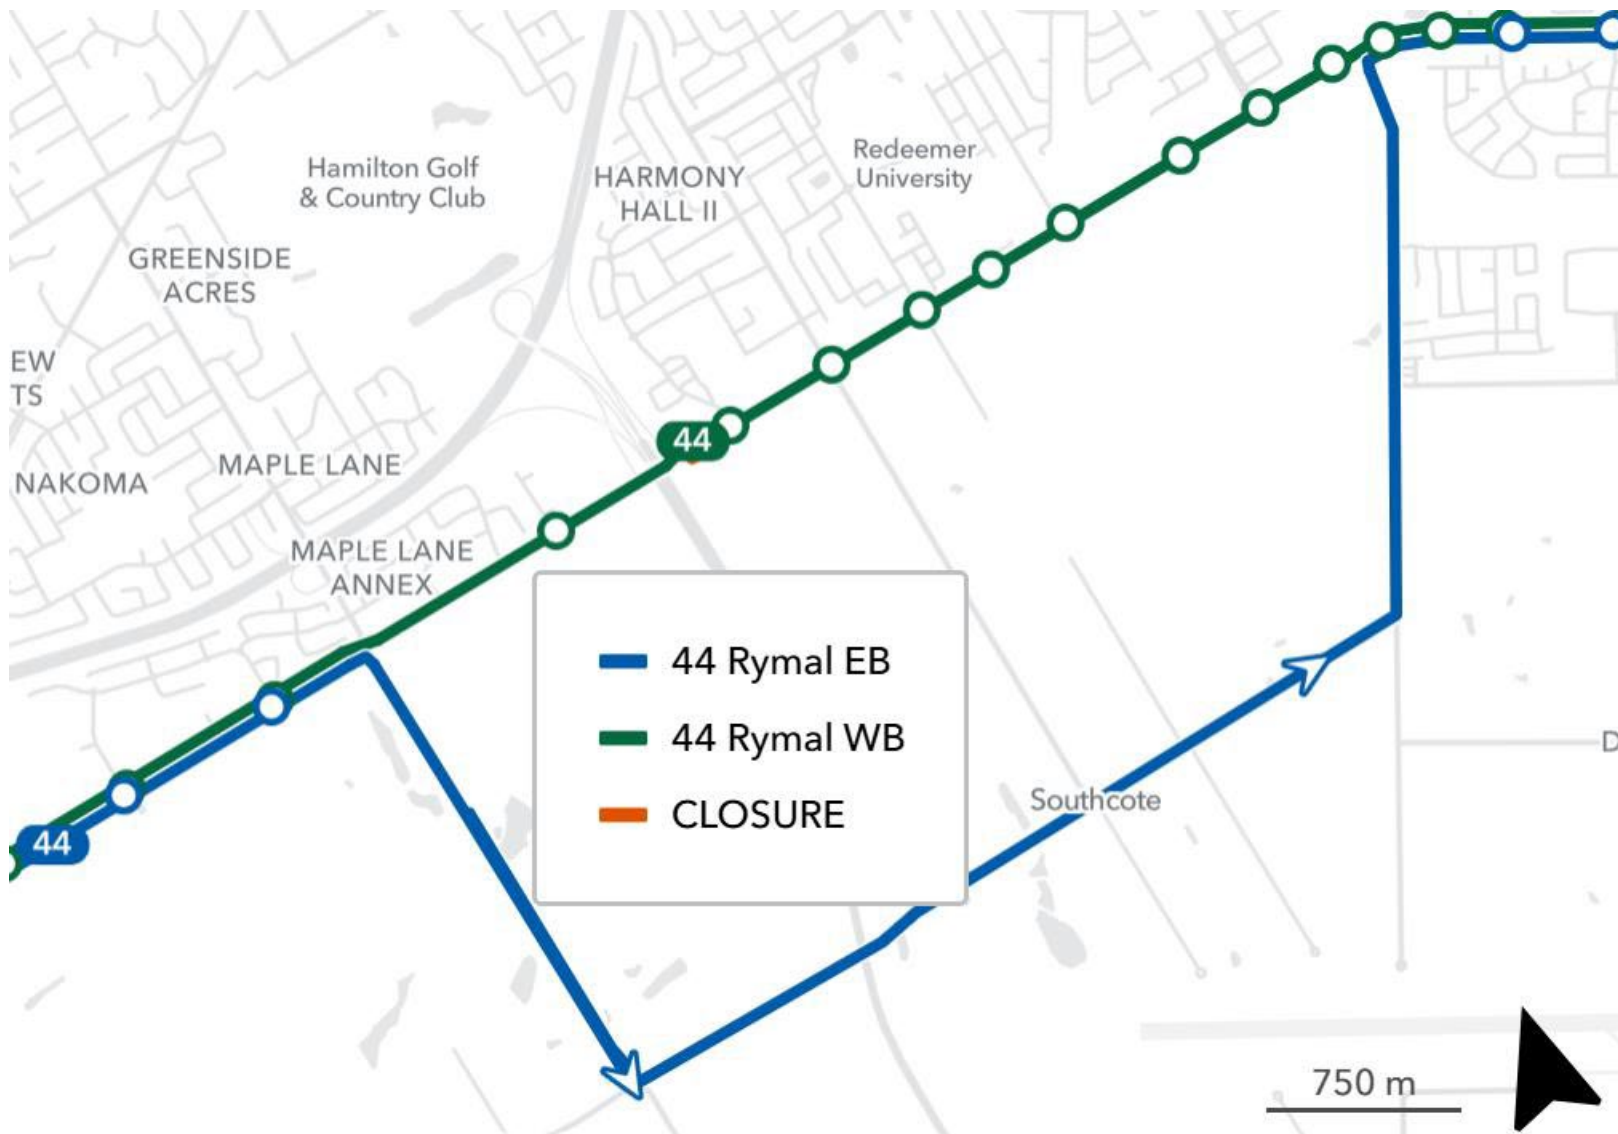 Redeemer
University
Hamilton Golf
& Country Club
HARMONY
HALL II
GREENSIDE
ACRES
EW
TS
44
MAPLE LANE
NAKOMA
MAPLE LANE
ANNEX
44 Rymal EB
44 Rymal WB
CLOSURE
D
Southcote
44
750 m